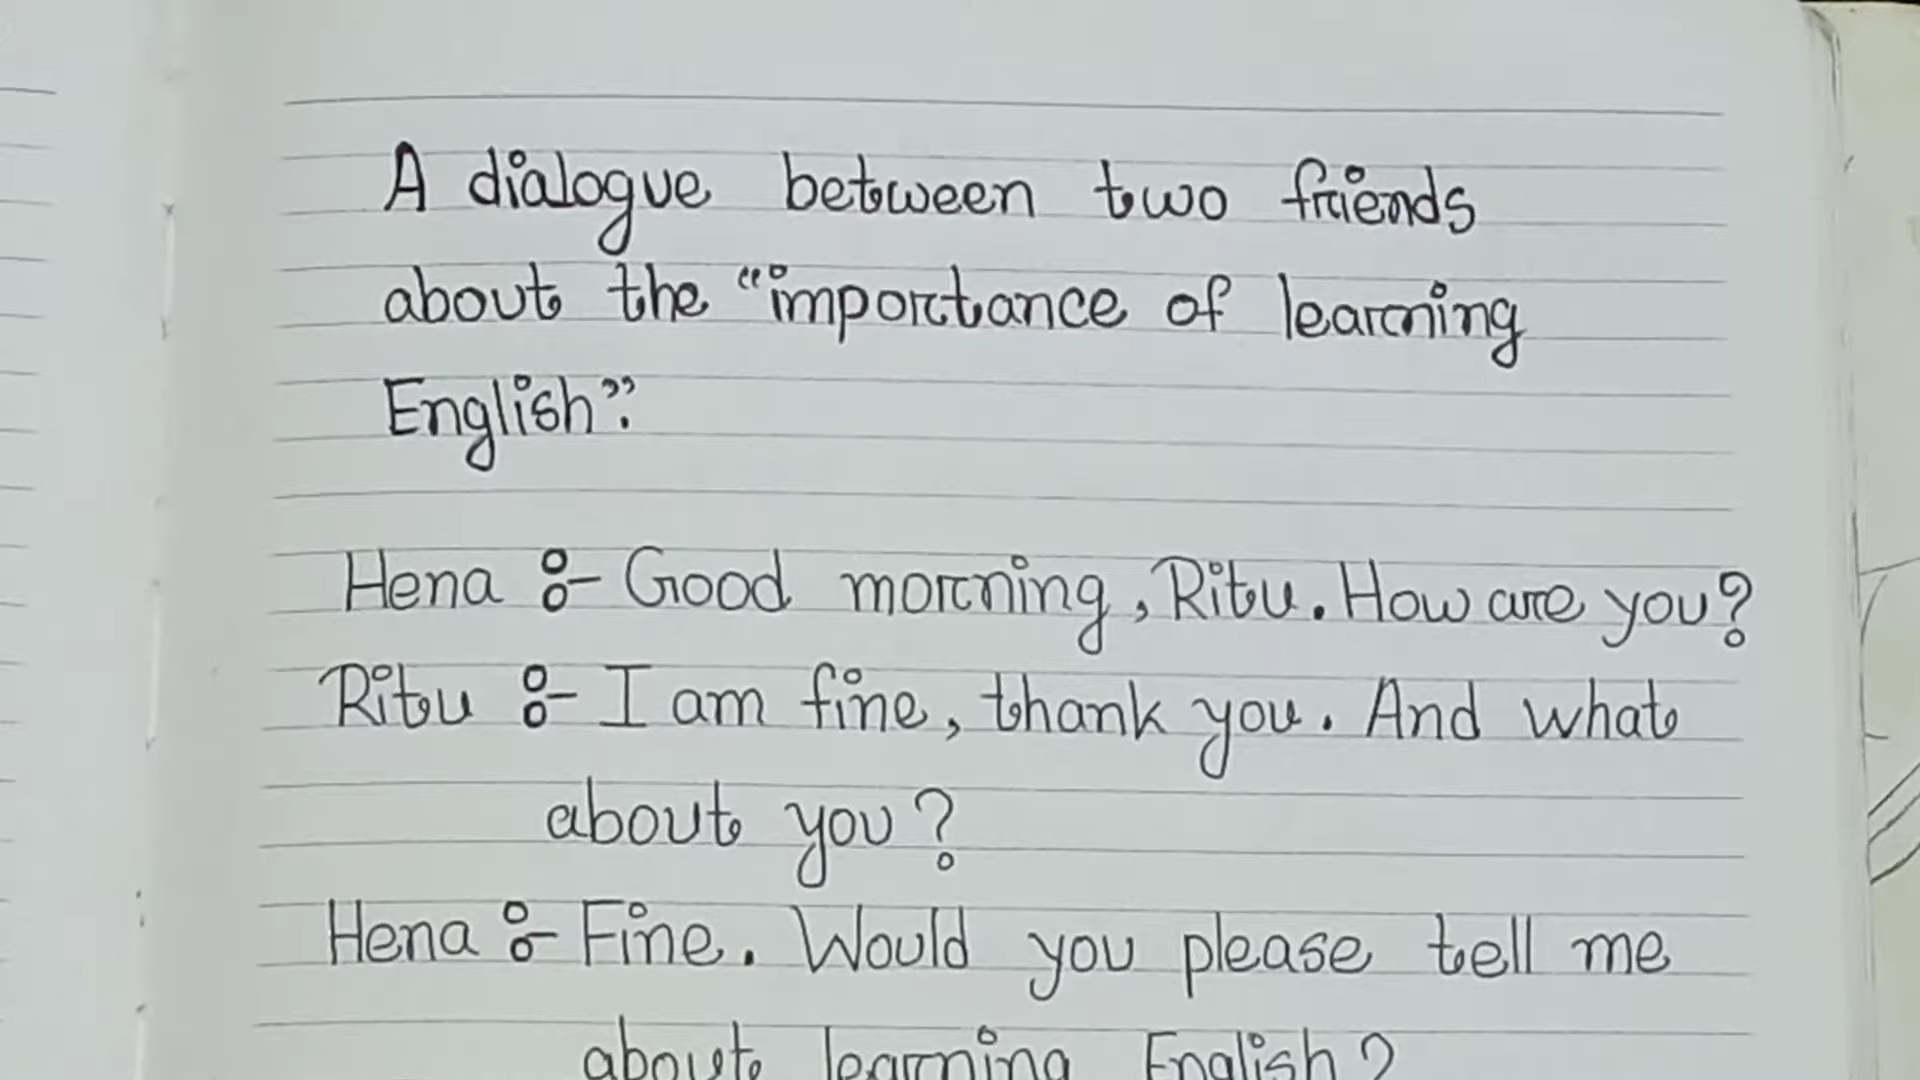 A dialogue between two friends
about the "importance of learning
English".
Hena :- Good morning, Ritu. How are you?
Ritu :- I am fine, thank you. And what
about you?
Hena :- Fine. Would you please tell me
about learning English?